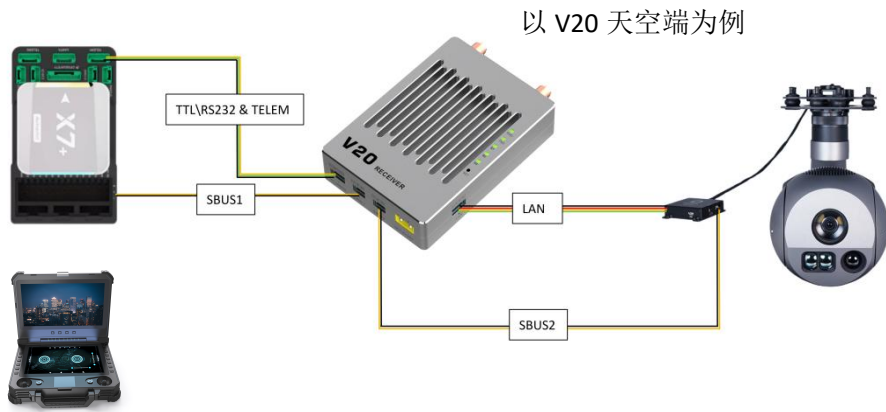 以 V20 天空端为例
TTL\RS232 & TELEM
X7+
V20 RECEIVER
SBUS1
LAN
SBUS2